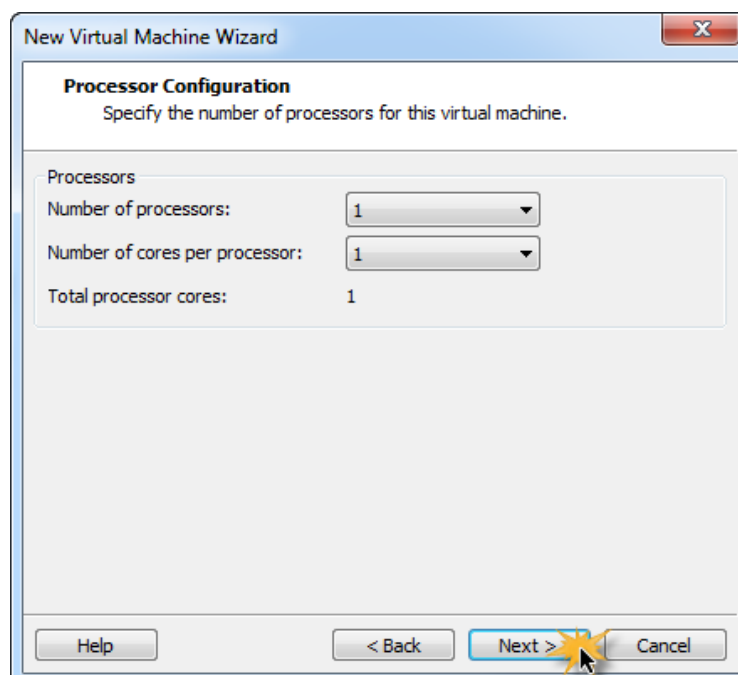 New Virtual Machine Wizard
Processor Configuration
Specify the number of processors for this virtual machine.
Processors
Number of processors: 1
Number of cores per processor: 1
Total processor cores: 1
Help < Back Next > Cancel